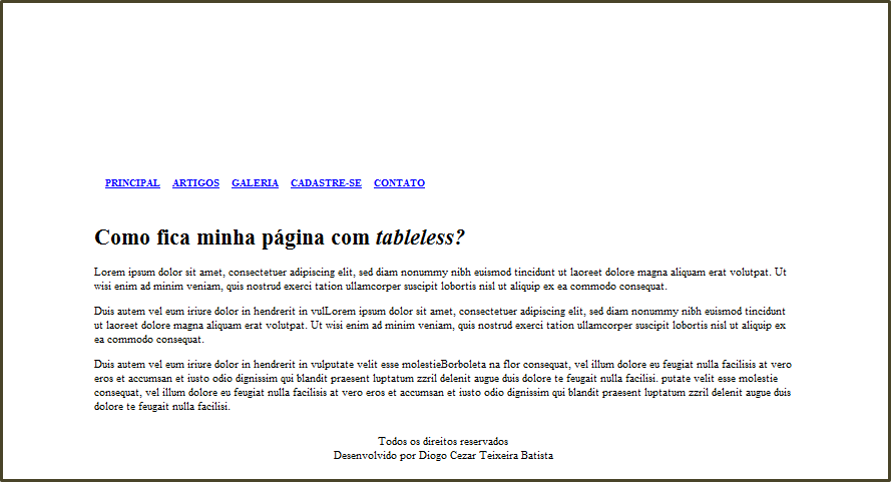 PRINCIPAL ARTIGOS GALERIA CADASTRE-SE CONTATO
Como fica minha página com tableless?
Lorem ipsum dolor sit amet, consectetuer adipiscing elit, sed diam nonummy nibh euismod tincidunt ut laoreet dolore magna aliquam erat volutpat. Ut
wisi enim ad minim veniam, quis nostrud exerci tation ullamcorper suscipit lobortis nisl ut aliquip ex ea commodo consequat.
Duis autem vel eum iriure dolor in hendrerit in vulLorem ipsum dolor sit amet, consectetuer adipiscing elit, sed diam nonummy nibh euismod tincidunt
ut laoreet dolore magna aliquam erat volutpat. Ut wisi enim ad minim veniam, quis nostrud exerci tation ullamcorper suscipit lobortis nisl ut aliquip ex
ea commodo consequat.
Duis autem vel eum iriure dolor in hendrerit in vulputate velit esse molestieBorboleta na flor consequat, vel illum dolore eu feugiat nulla facilisis at vero
eros et accumsan et iusto odio dignissim qui blandit praesent luptatum zzril delenit augue duis dolore te feugait nulla facilisi. putate velit esse molestie
consequat, vel illum dolore eu feugiat nulla facilisis at vero eros et accumsan et iusto odio dignissim qui blandit praesent luptatum zzril delenit augue duis
dolore te feugait nulla facilisi.
Todos os direitos reservados
Desenvolvido por Diogo Cezar Teixeira Batista